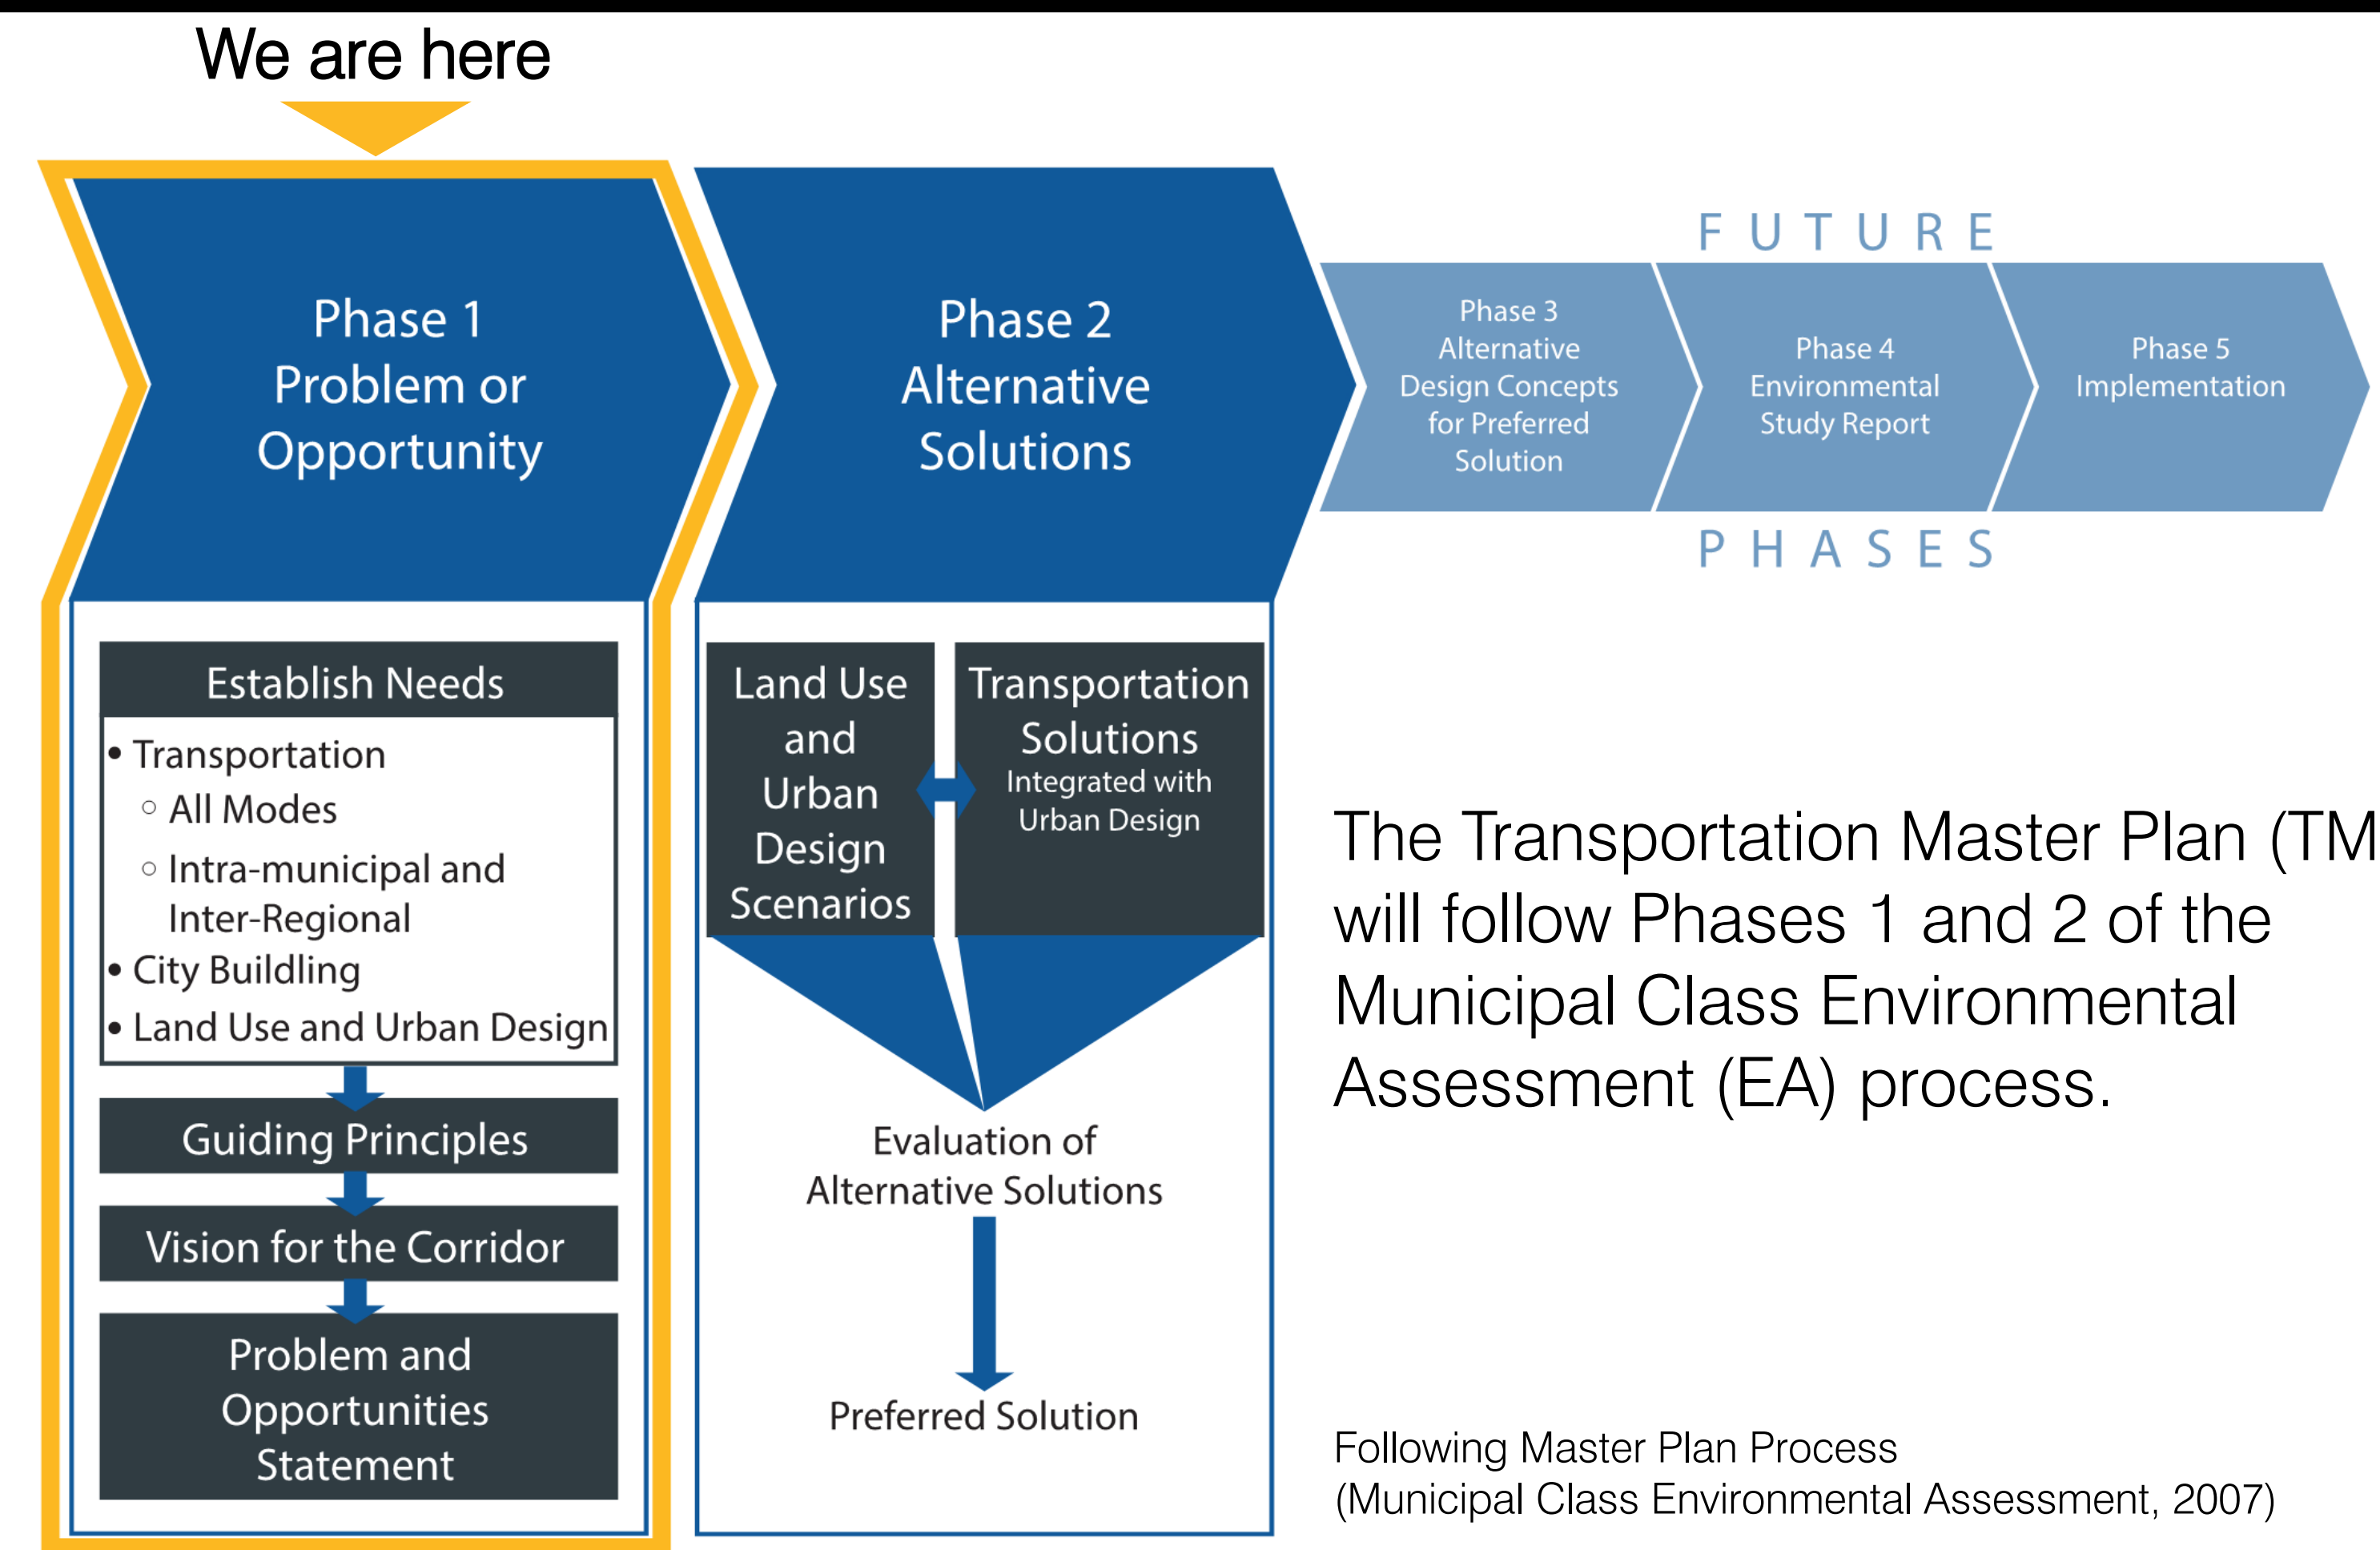 We are here
Phase 1
Problem or
Opportunity
Establish Needs
• Transportation
○ All Modes
○ Intra-municipal and
Inter-Regional
• City Buildling
• Land Use and Urban Design
Guiding Principles
Vision for the Corridor
Problem and
Opportunities
Statement
Phase 2
Alternative
Solutions
Land Use
and
Urban
Design
Scenarios
Transportation
Solutions
Integrated with
Urban Design
Evaluation of
Alternative Solutions
Preferred Solution
FUTURE
Phase 3
Alternative
Design Concepts
for Preferred
Solution
Phase 4
Environmental
Study Report
Phase 5
Implementation
PHASES
The Transportation Master Plan (TM
will follow Phases 1 and 2 of the
Municipal Class Environmental
Assessment (EA) process.
Following Master Plan Process
(Municipal Class Environmental Assessment, 2007)